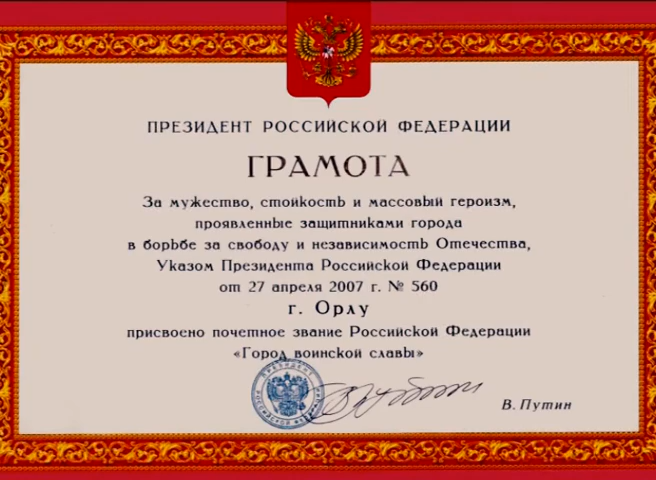 ПРЕЗИДЕНТ РОССИЙСКОЙ ФЕДЕРАЦИИ
ГРАМОТА
За мужество, стойкость и массовый героизм,
проявленные защитниками города
в борьбе за свободу и независимость Отечества,
Указом Президента Российской Федерации
от 27 апреля 2007 г. № 560
г. Орлу
присвоено почетное звание Российской Федерации
«Город воинской славы»
В. Путин